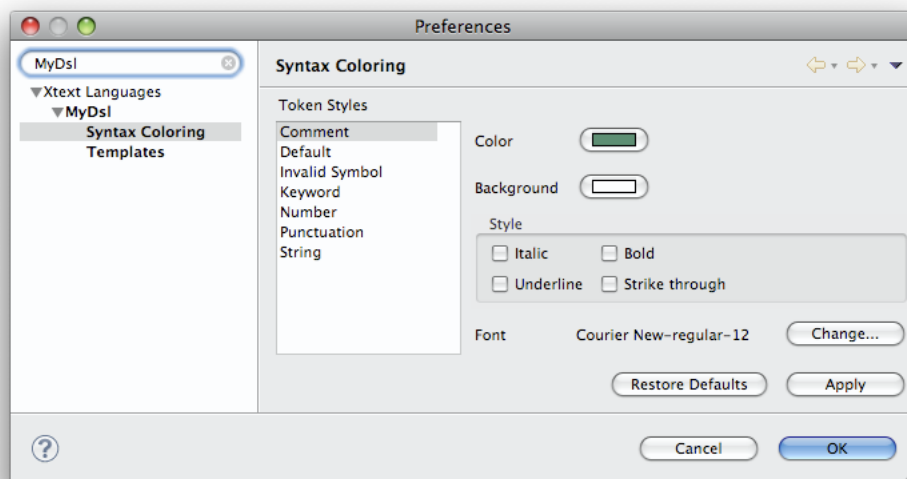 Preferences
MyDsl
Xtext Languages
MyDsl
Syntax Coloring
Templates
Syntax Coloring
Token Styles
Comment
Default
Invalid Symbol
Keyword
Number
Punctuation
String
Color
Background
Style
Italic
Bold
Underline
Strike through
Font
Courier New-regular-12
Change...
Restore Defaults
Apply
?
Cancel
OK